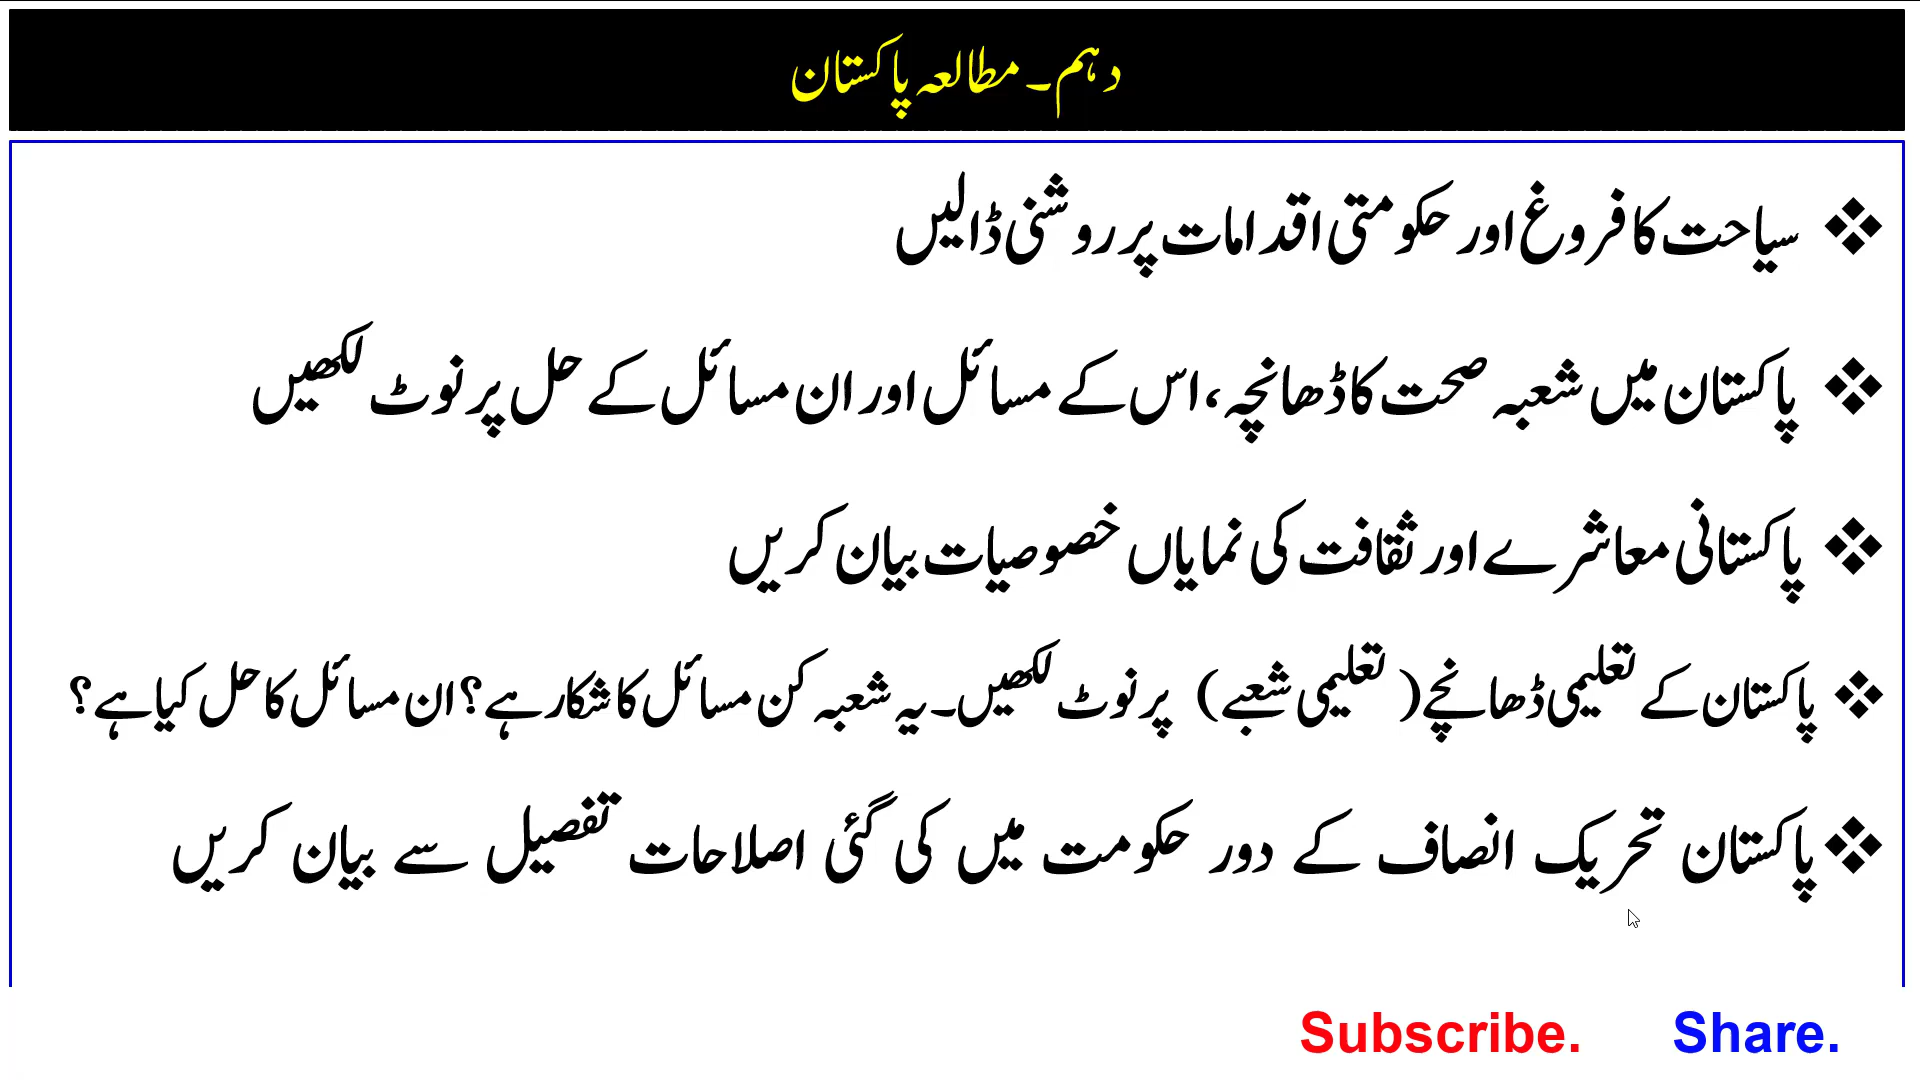 دہم۔ مطالعہ پاکستان
❖ سیاحت کا فروغ اور حکومتی اقدامات پر روشنی ڈالیں
❖ پاکستان میں شعبہ صحت کا ڈھانچہ، اس کے مسائل اور ان مسائل کے حل پر نوٹ لکھیں
❖ پاکستانی معاشرے اور ثقافت کی نمایاں خصوصیات بیان کریں
❖ پاکستان کے تعلیمی ڈھانچے (تعلیمی شعبے) پر نوٹ لکھیں۔ یہ شعبہ کن مسائل کا شکار ہے؟ ان مسائل کا حل کیا ہے؟
❖ پاکستان تحریک انصاف کے دور حکومت میں کی گئی اصلاحات تفصیل سے بیان کریں
Subscribe. Share.